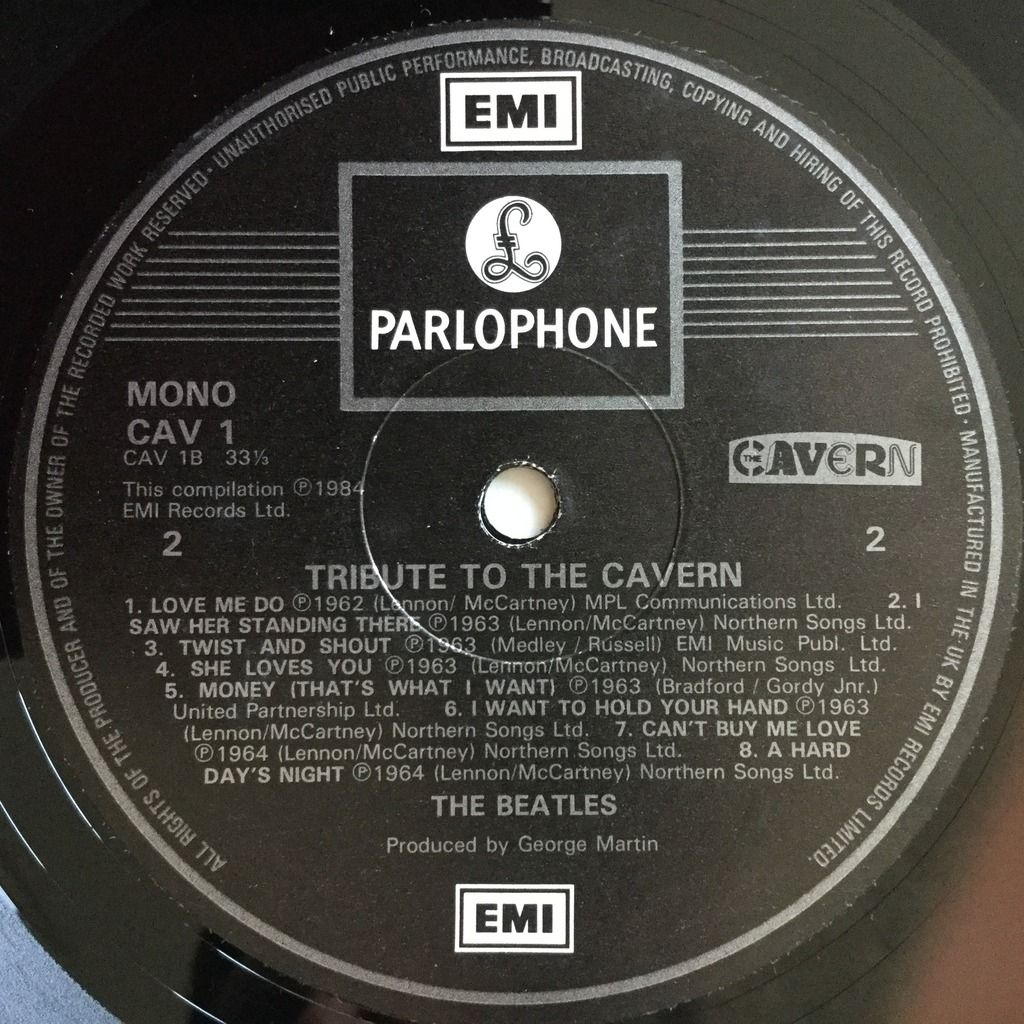 ALL RIGHTS OF THE PRODUCER AND OF THE OWNER OF THE RECORDED WORK RESERVED · UNAUTHORISED PUBLIC PERFORMANCE, BROADCASTING, COPYING AND HIRING OF THIS RECORD PROHIBITED · MANUFACTURED IN THE UK BY EMI RECORDS LIMITED.
EMI
£
PARLOPHONE
MONO
CAV 1
CAV 1B 33⅓
THE CAVERN
This compilation ℗1984
EMI Records Ltd.
2 2
TRIBUTE TO THE CAVERN
1. LOVE ME DO ℗1962 (Lennon/ McCartney) MPL Communications Ltd. 2. I
SAW HER STANDING THERE ℗1963 (Lennon/McCartney) Northern Songs Ltd.
3. TWIST AND SHOUT ℗1963 (Medley / Russell) EMI Music Publ. Ltd.
4. SHE LOVES YOU ℗1963 (Lennon/McCartney) Northern Songs Ltd.
5. MONEY (THAT'S WHAT I WANT) ℗1963 (Bradford / Gordy Jnr.)
United Partnership Ltd. 6. I WANT TO HOLD YOUR HAND ℗1963
(Lennon/McCartney) Northern Songs Ltd. 7. CAN'T BUY ME LOVE
℗1964 (Lennon/McCartney) Northern Songs Ltd. 8. A HARD
DAY'S NIGHT ℗1964 (Lennon/McCartney) Northern Songs Ltd.
THE BEATLES
Produced by George Martin
EMI